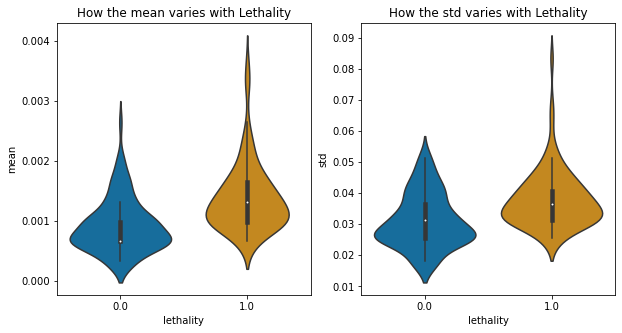 How the mean varies with Lethality
0.004
0.003
0.002
0.001
0.000
mean
0.0 1.0
lethality
How the std varies with Lethality
0.09
0.08
0.07
0.06
0.05
0.04
0.03
0.02
0.01
std
0.0 1.0
lethality